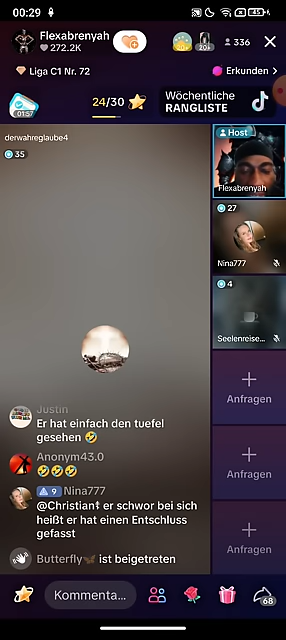 00:29
45
Flexabrenyah
272.2K
20+
336
Liga C1 Nr. 72
Erkunden >
01:57
24/30
Wöchentliche
RANGLISTE
derwahreglaube4
35
Host
Flexabrenyah
27
Nina777
4
Seelenreise...
Anfragen
Anfragen
Anfragen
Justin
Er hat einfach den tuefel
gesehen 🤣
Anonym43.0
🤣🤣🤣
9 Nina777
@Christian✝ er schwor bei sich
heißt er hat einen Entschluss
gefasst
Butterfly🦋 ist beigetreten
Kommenta...
68